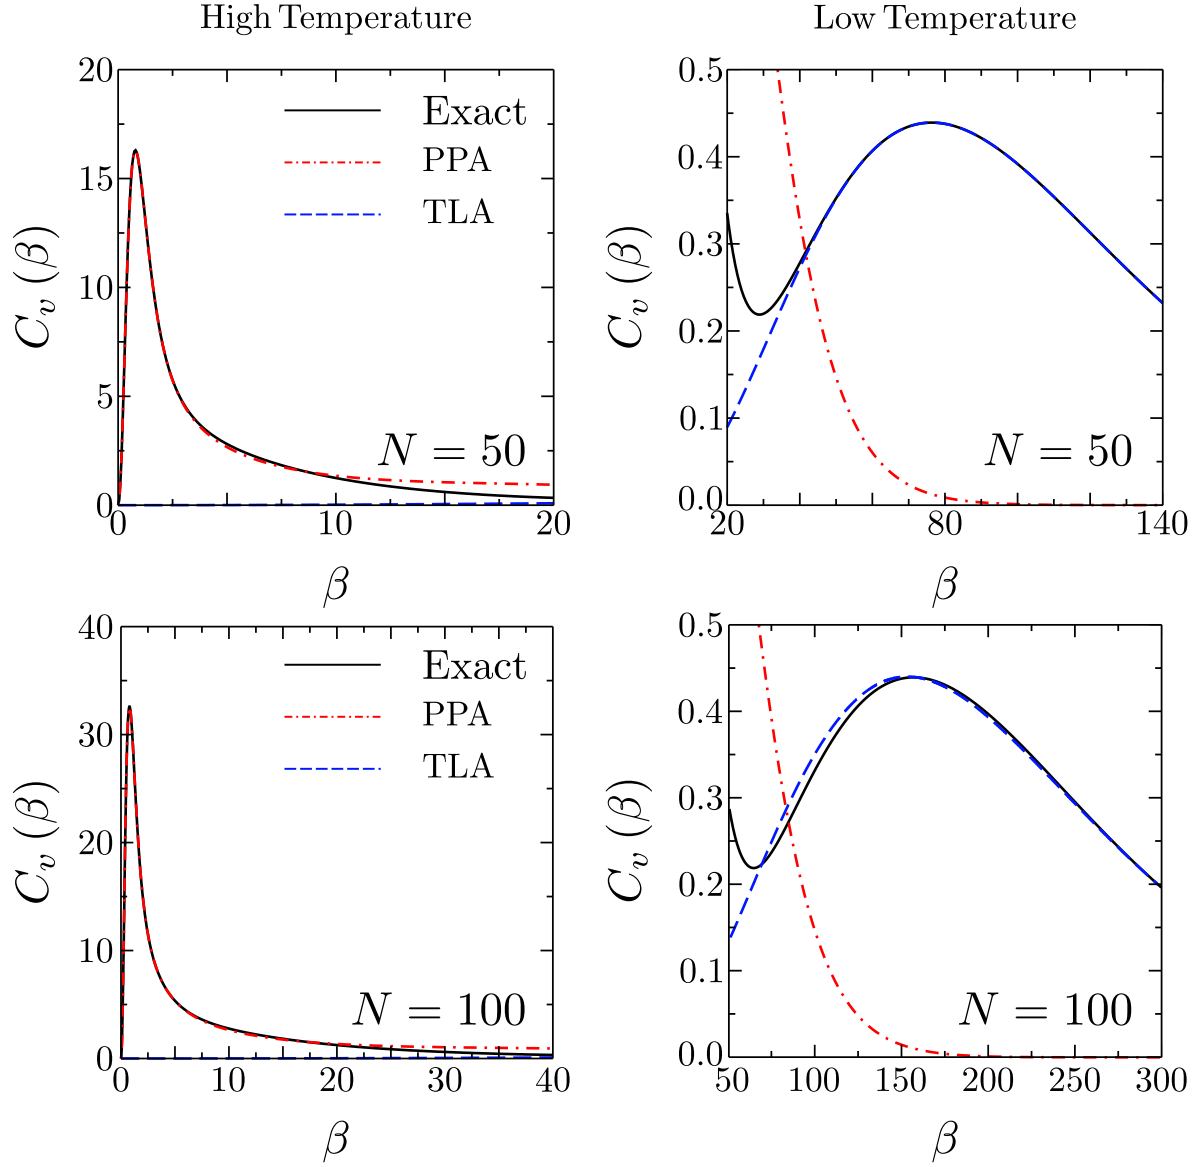 High Temperature
Low Temperature
20
15
10
5
0
0 10 20
C_v (β)
β
Exact
PPA
TLA
N = 50
0.5
0.4
0.3
0.2
0.1
0.0
20 80 140
C_v (β)
β
N = 50
40
30
20
10
0
0 10 20 30 40
C_v (β)
β
Exact
PPA
TLA
N = 100
0.5
0.4
0.3
0.2
0.1
0.0
50 100 150 200 250 300
C_v (β)
β
N = 100